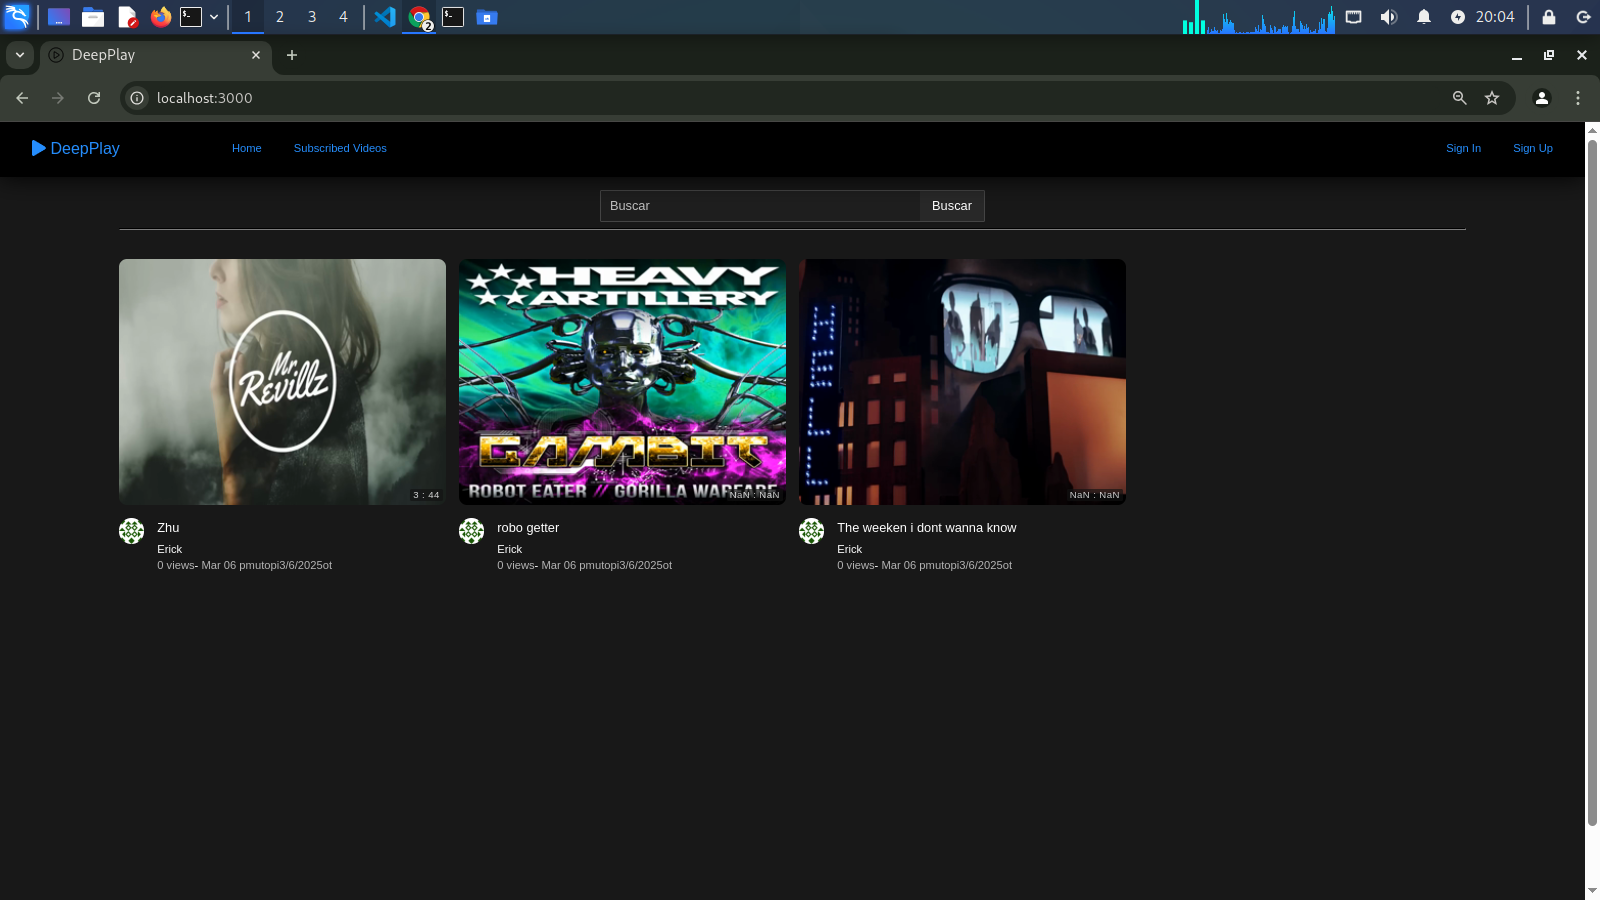 1 2 3 4
2
20:04
DeepPlay
localhost:3000
DeepPlay Home Subscribed Videos Sign In Sign Up
Buscar Buscar
Mr.
Revillz
3 : 44
HEAVY
ARTILLERY
GAMBIT
ROBOT EATER // GORILLA WARFARE
NaN : NaN
HELL
NaN : NaN
Zhu
Erick
0 views- Mar 06 pmutopi3/6/2025ot
robo getter
Erick
0 views- Mar 06 pmutopi3/6/2025ot
The weeken i dont wanna know
Erick
0 views- Mar 06 pmutopi3/6/2025ot